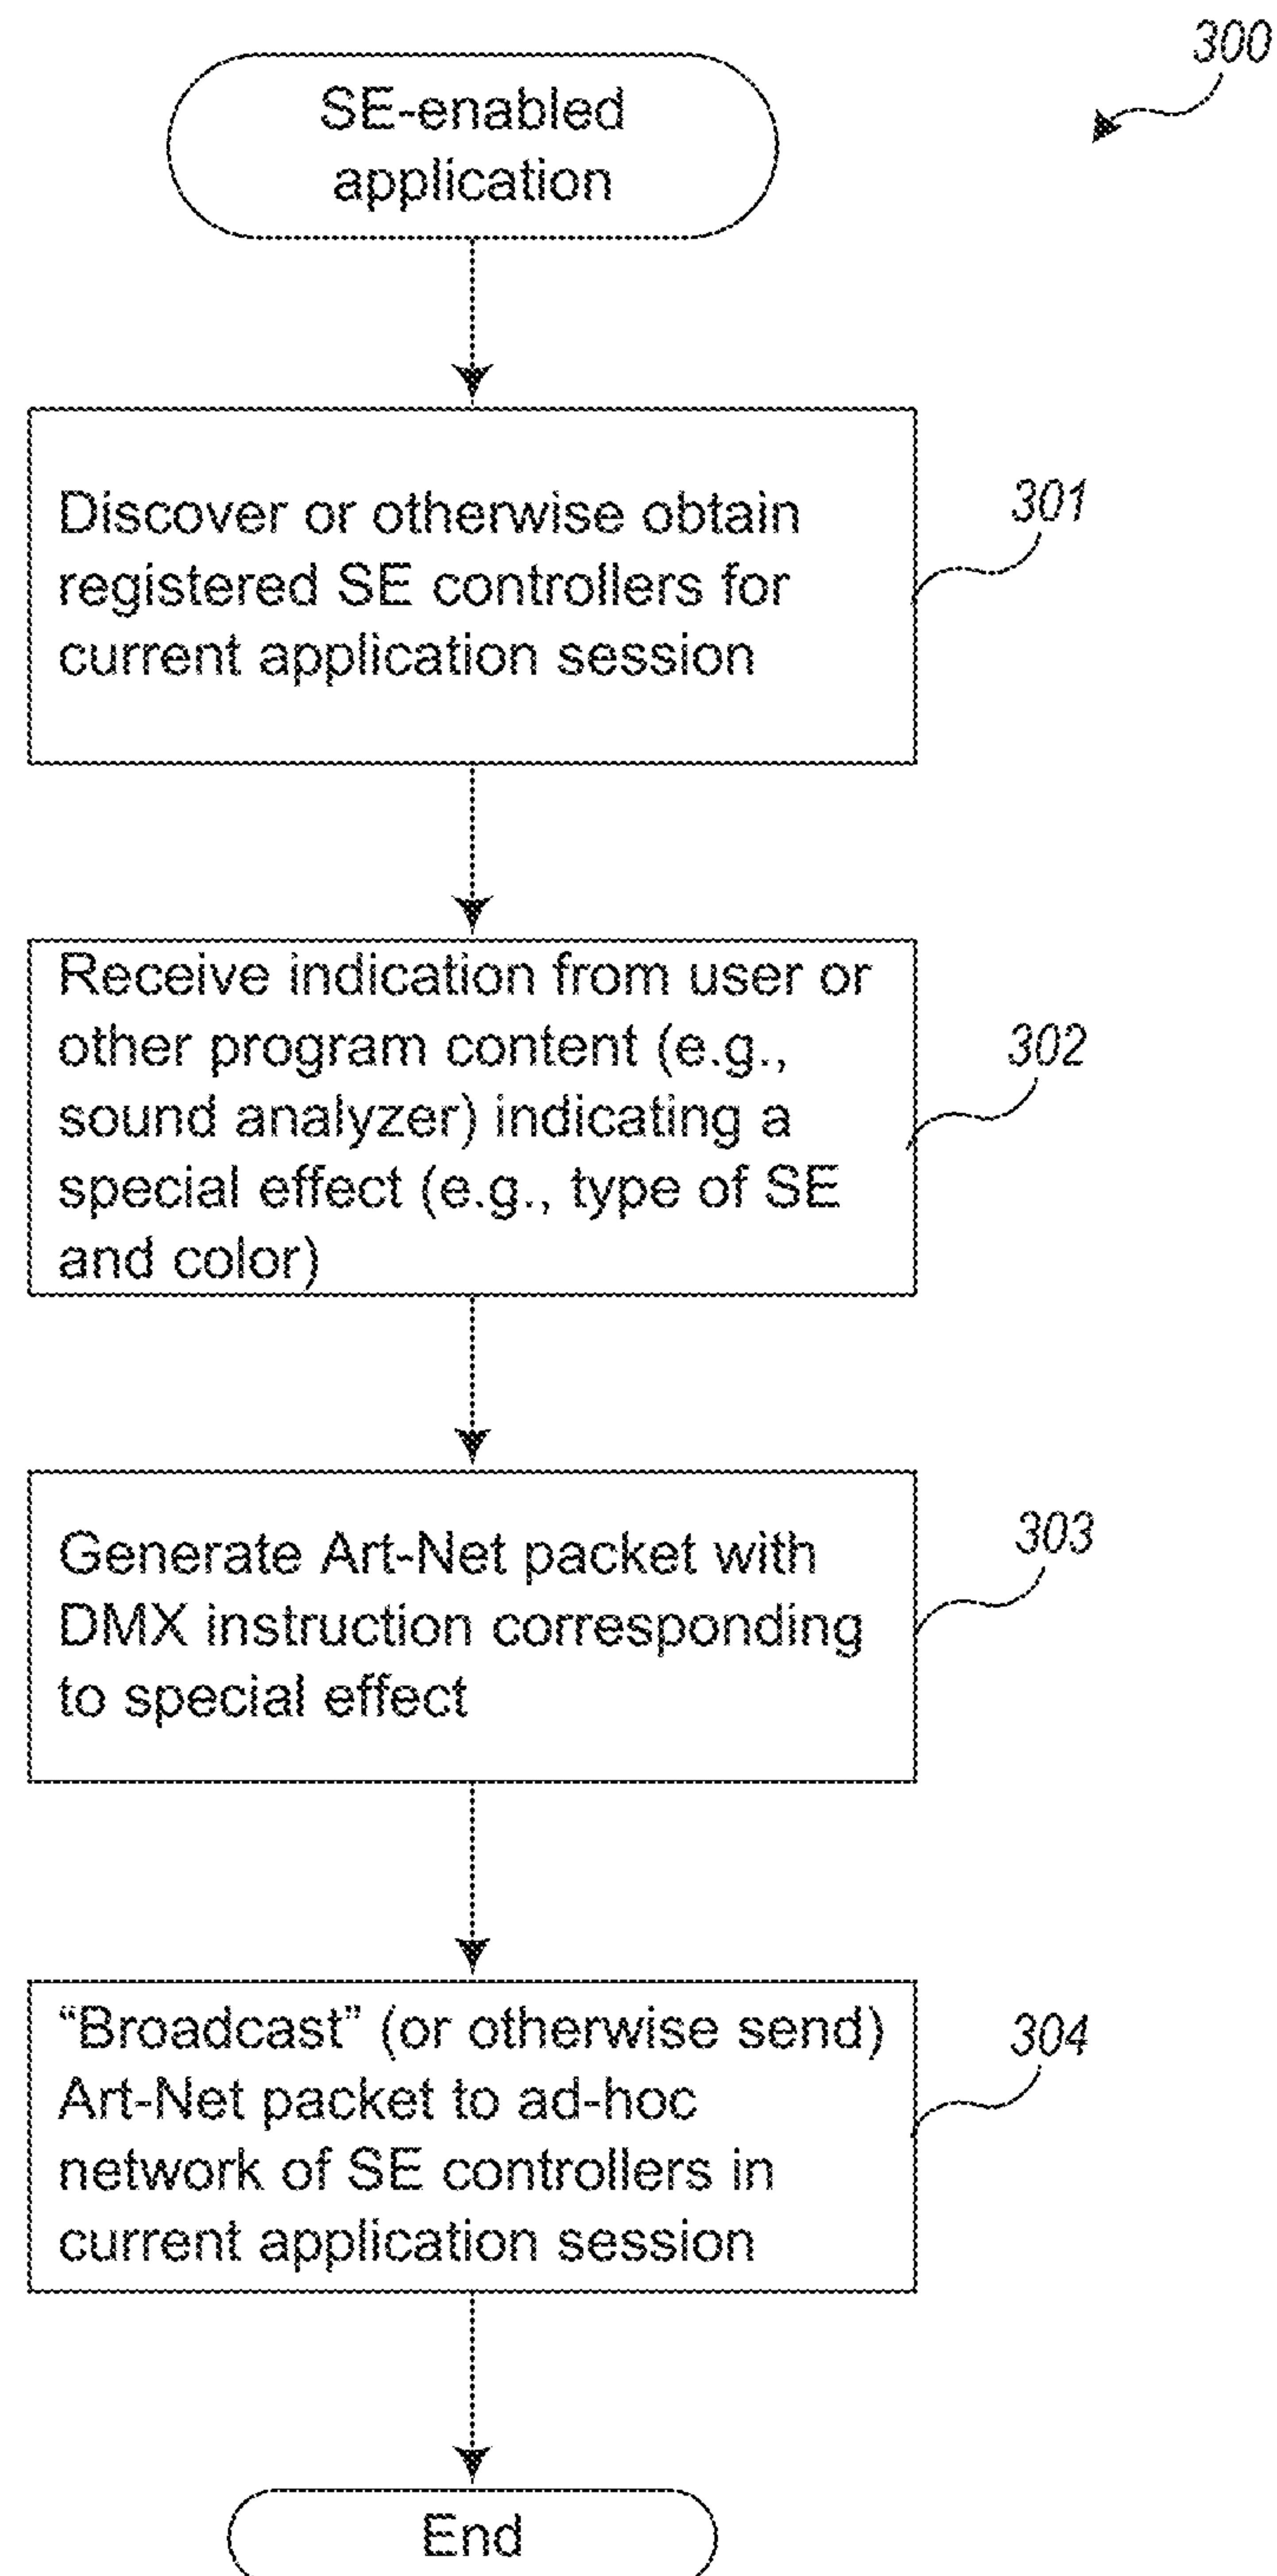 300
SE-enabled
application
Discover or otherwise obtain
registered SE controllers for
current application session
301
Receive indication from user or
other program content (e.g.,
sound analyzer) indicating a
special effect (e.g., type of SE
and color)
302
Generate Art-Net packet with
DMX instruction corresponding
to special effect
303
“Broadcast” (or otherwise send)
Art-Net packet to ad-hoc
network of SE controllers in
current application session
304
End